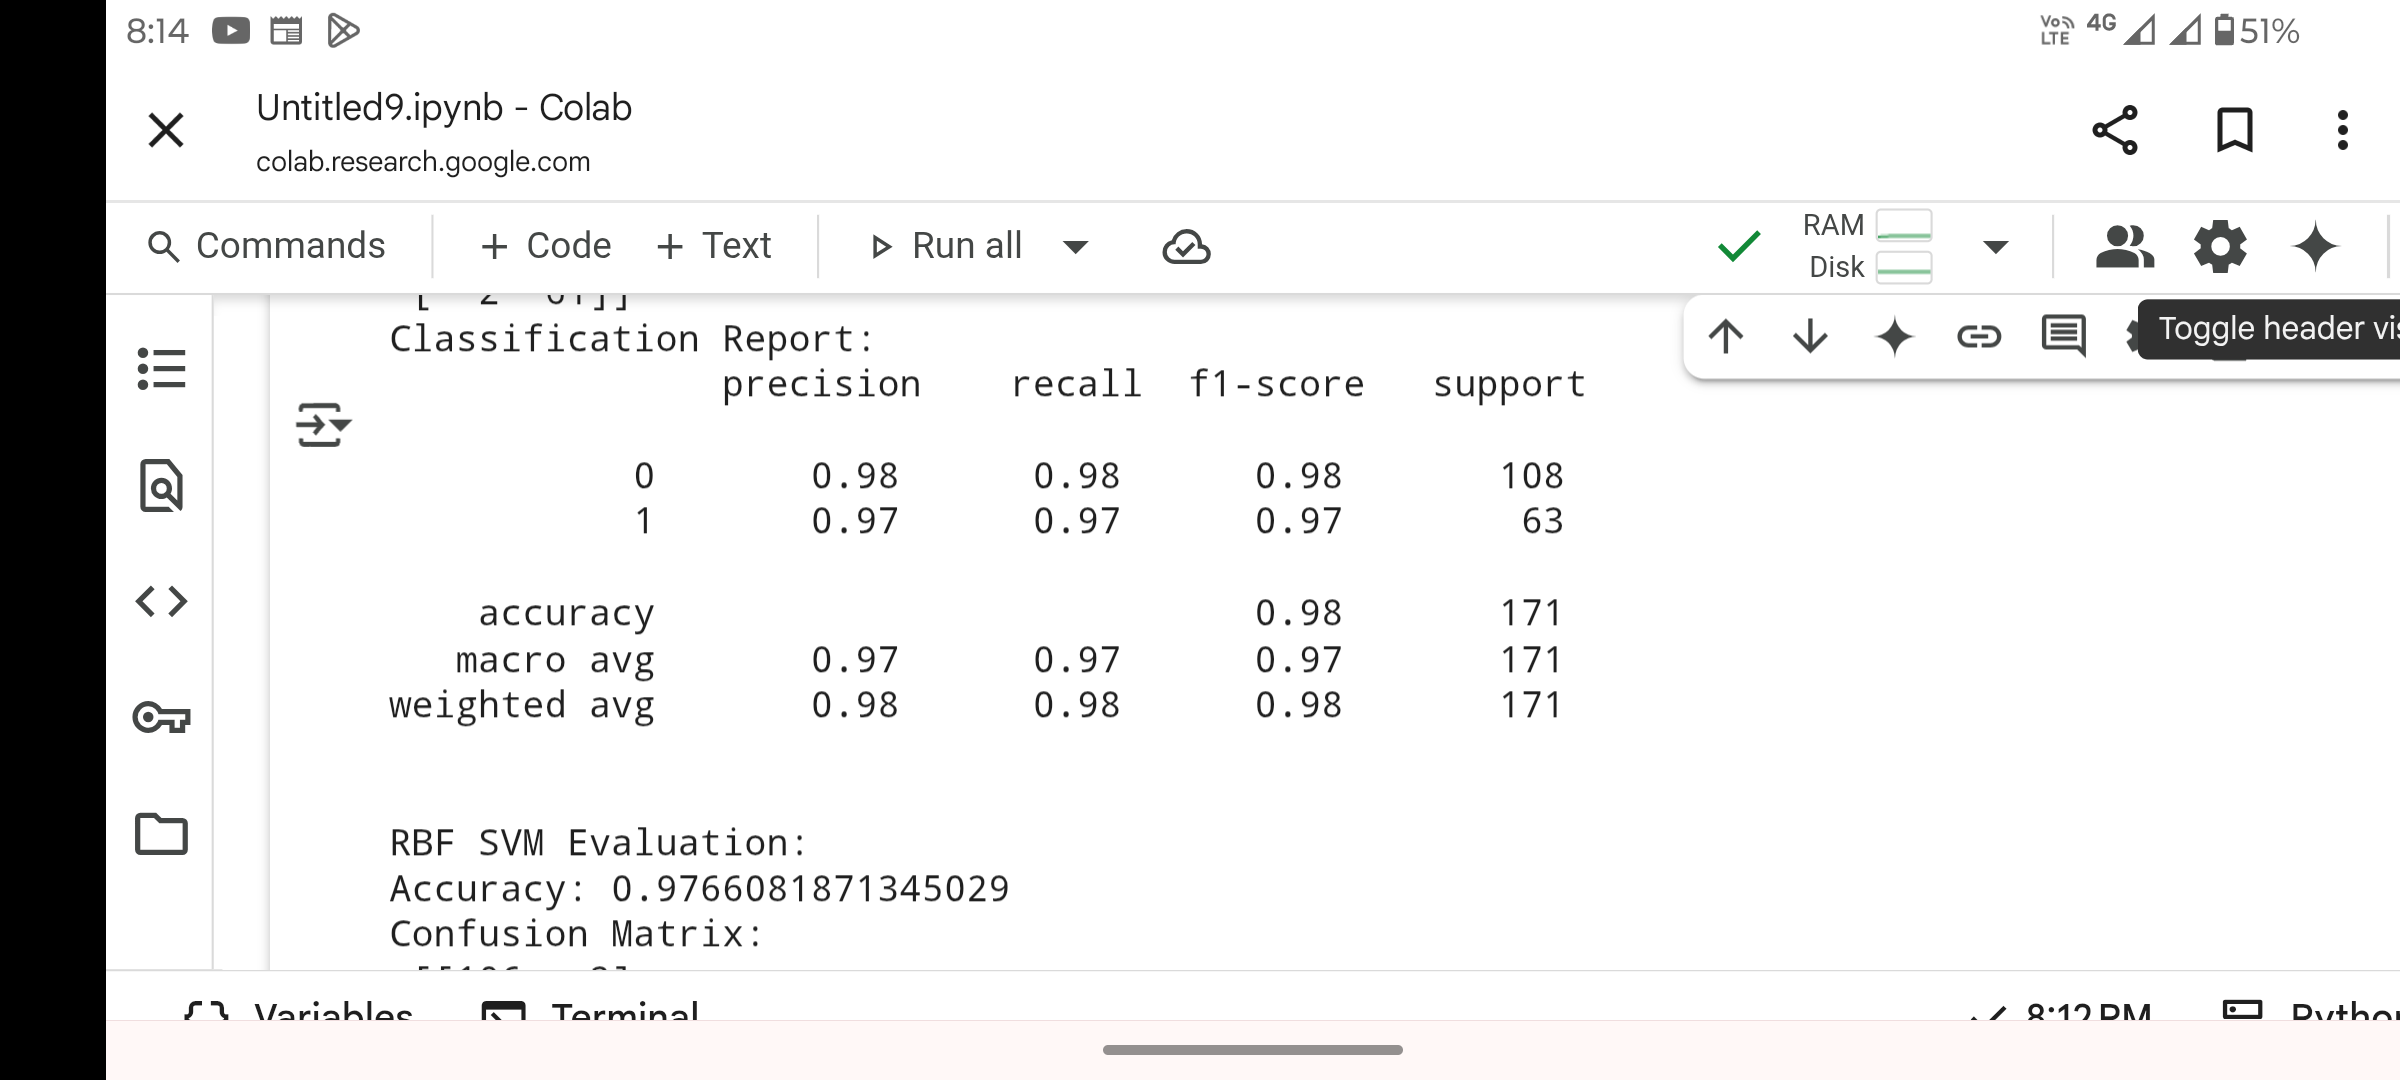 8:14
Vo LTE 4G 51%
Untitled9.ipynb - Colab
colab.research.google.com
Commands + Code + Text Run all
RAM
Disk
Toggle header vis
Classification Report:
precision recall f1-score support
0 0.98 0.98 0.98 108
1 0.97 0.97 0.97 63
accuracy 0.98 171
macro avg 0.97 0.97 0.97 171
weighted avg 0.98 0.98 0.98 171
RBF SVM Evaluation:
Accuracy: 0.9766081871345029
Confusion Matrix:
Variables Terminal 8:12 PM Python